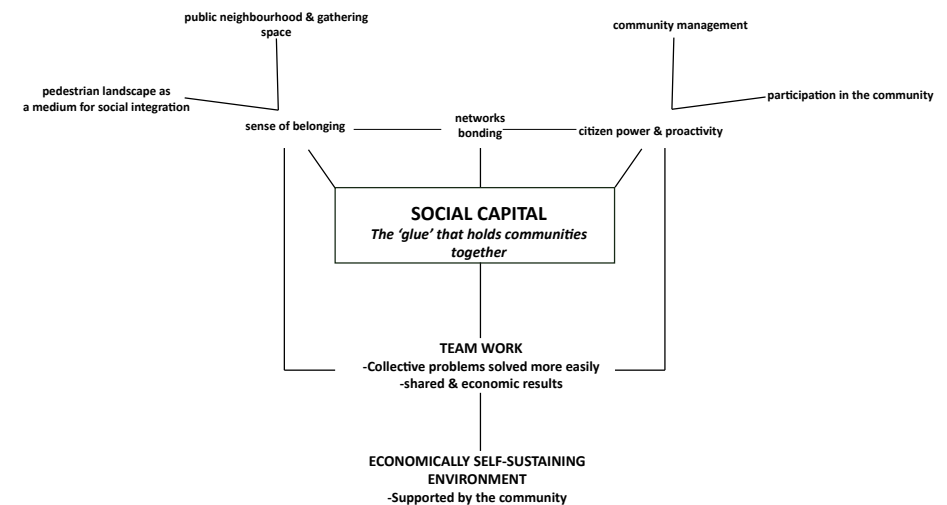 public neighbourhood & gathering
space
community management
pedestrian landscape as
a medium for social integration
participation in the community
sense of belonging
networks
bonding
citizen power & proactivity
SOCIAL CAPITAL
The ‘glue’ that holds communities
together
TEAM WORK
-Collective problems solved more easily
-shared & economic results
ECONOMICALLY SELF-SUSTAINING
ENVIRONMENT
-Supported by the community